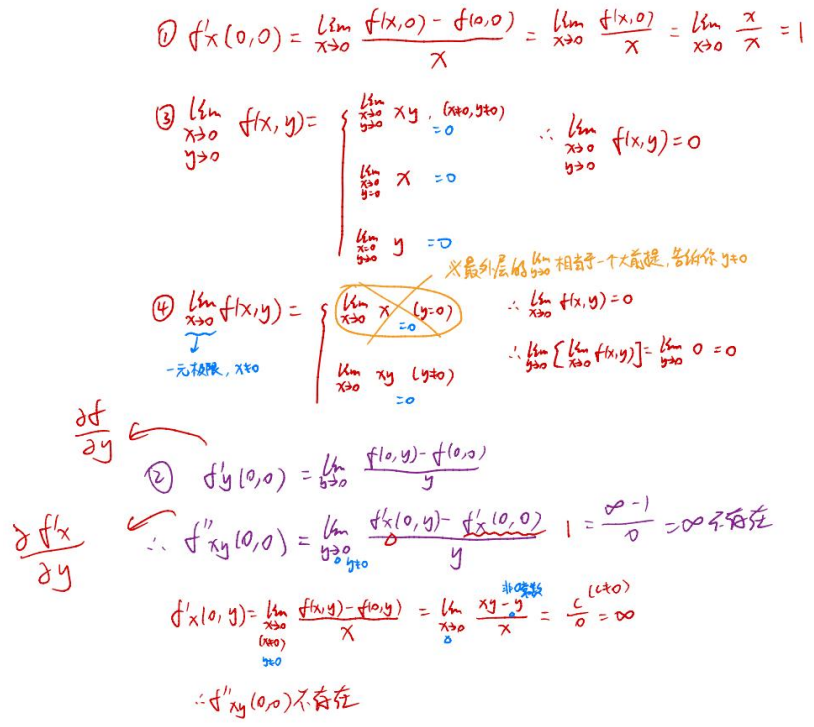 ① f'x(0,0) = lim x→0 f(x,0) - f(0,0) / x = lim x→0 f(x,0) / x = lim x→0 x / x = 1
③ lim x→0 y→0 f(x,y) = { lim x→0 y→0 xy, (x≠0,y≠0) =0
lim x→0 y=0 x =0
lim x=0 y→0 y =0
∴ lim x→0 y→0 f(x,y) = 0
※最外层的 lim y→0 相当于一个大前提,告诉你 y≠0
④ lim x→0 f(x,y) = { lim x→0 x (y=0) =0
lim x→0 xy (y≠0) =0
一元极限, x≠0
∴ lim x→0 f(x,y) = 0
∴ lim y→0 [lim x→0 f(x,y)] = lim y→0 0 = 0
∂f / ∂y
② f'y(0,0) = lim y→0 f(0,y) - f(0,0) / y
∂f'x / ∂y
∴ f''xy(0,0) = lim y→0 y≠0 f'x(0,y) - f'x(0,0) / y 1 = ∞-1 / 0 = ∞ 不存在
f'x(0,y) = lim x→0 (x≠0) y≠0 f(x,y) - f(0,y) / x = lim x→0 xy - y / x = c / 0 = ∞ (c≠0)
非0常数
∴ f''xy(0,0) 不存在